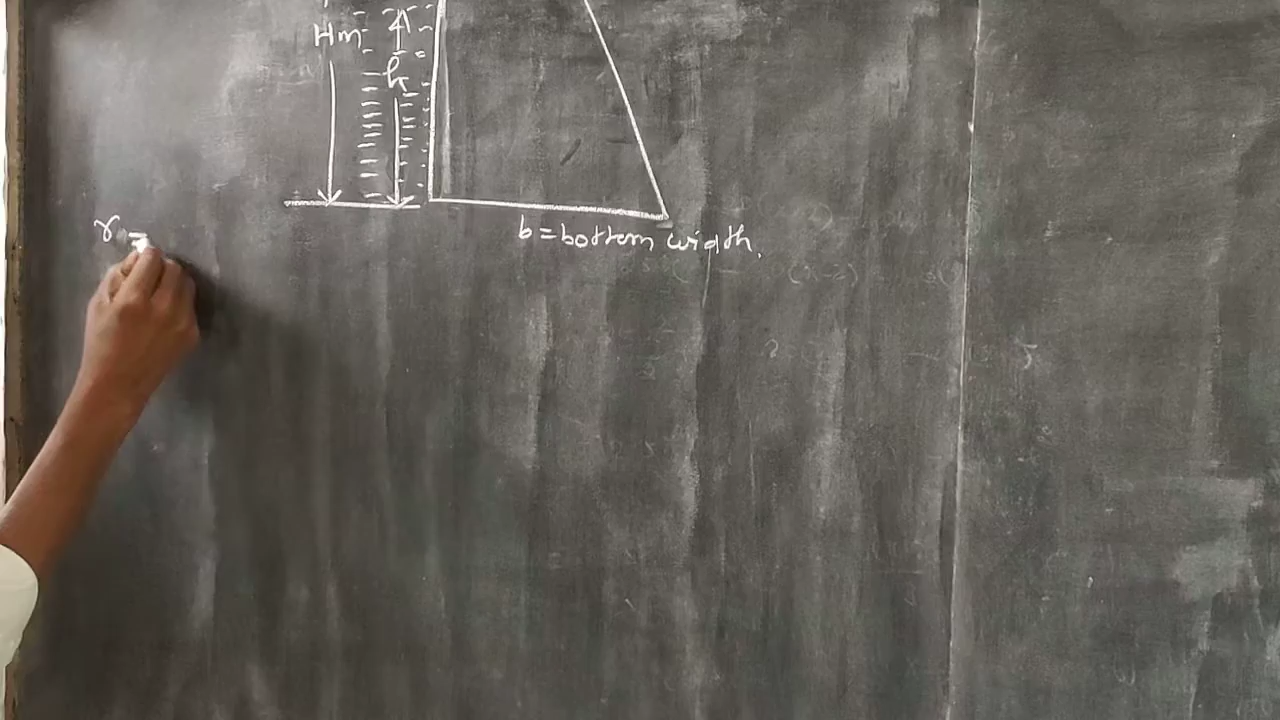 Hm
h
b = bottom width.
γ =